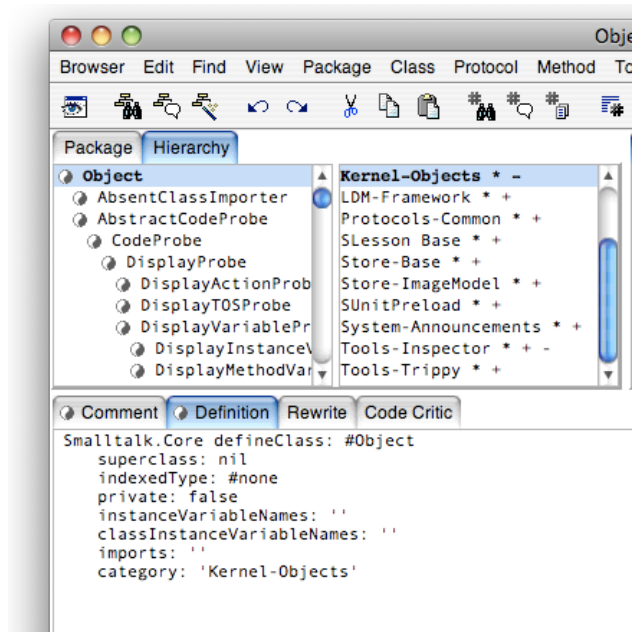 Obje
Browser Edit Find View Package Class Protocol Method To
Package Hierarchy
Object
AbsentClassImporter
AbstractCodeProbe
CodeProbe
DisplayProbe
DisplayActionProb
DisplayTOSProbe
DisplayVariablePr
DisplayInstanceV
DisplayMethodVar
Kernel-Objects * -
LDM-Framework * +
Protocols-Common * +
SLesson Base * +
Store-Base * +
Store-ImageModel * +
SUnitPreload * +
System-Announcements * +
Tools-Inspector * + -
Tools-Trippy * +
Comment Definition Rewrite Code Critic
Smalltalk.Core defineClass: #Object
superclass: nil
indexedType: #none
private: false
instanceVariableNames: ''
classInstanceVariableNames: ''
imports: ''
category: 'Kernel-Objects'